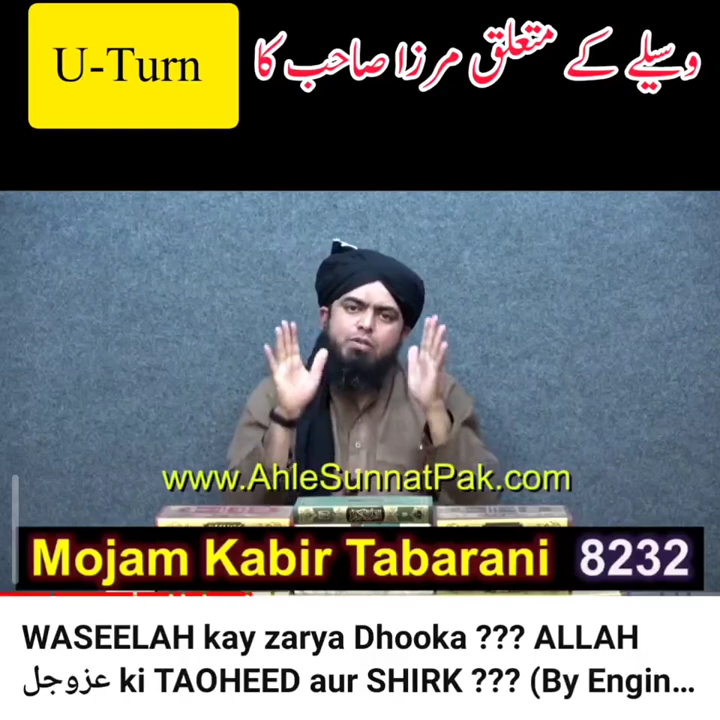 U-Turn وسیلے کے متعلق مرزا صاحب کا
www.AhleSunnatPak.com
Mojam Kabir Tabarani 8232
WASEELAH kay zarya Dhooka ??? ALLAH
عزوجل ki TAOHEED aur SHIRK ??? (By Engin...